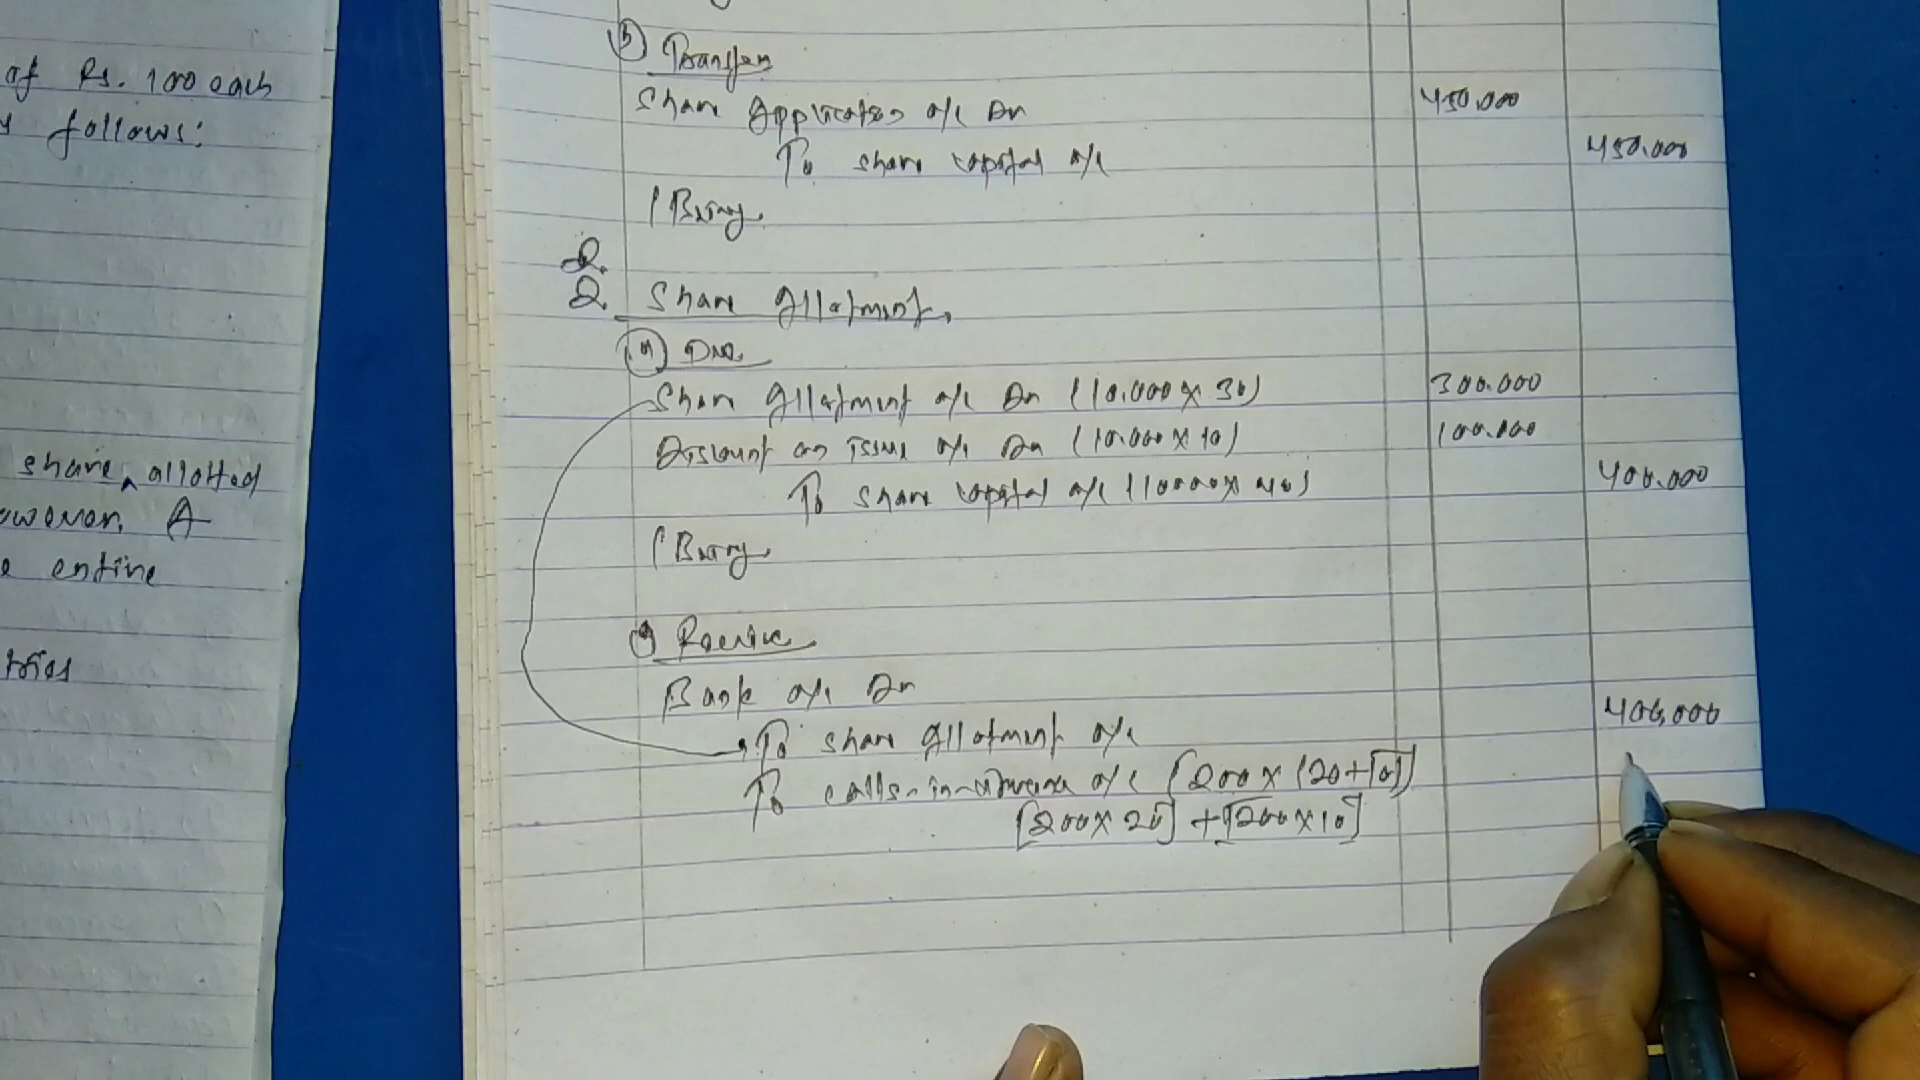 of Rs. 100 each
follows:
share allotted
A
entire
(b) Transfer
Share Application a/c Dr 450,000
To share capital a/c 450,000
(Being
2.
2. Share Allotment.
(a) Due
Share Allotment a/c Dr (10,000 x 30) 300,000
Discount on issue a/c Dr (10,000 x 10) 100,000
To share capital a/c (10000 x 40) 400,000
(Being
Receive
Bank a/c Dr
To share Allotment a/c 400,000
To calls-in-advance a/c [200 x (20+10)]
[200 x 20] + [200 x 10]